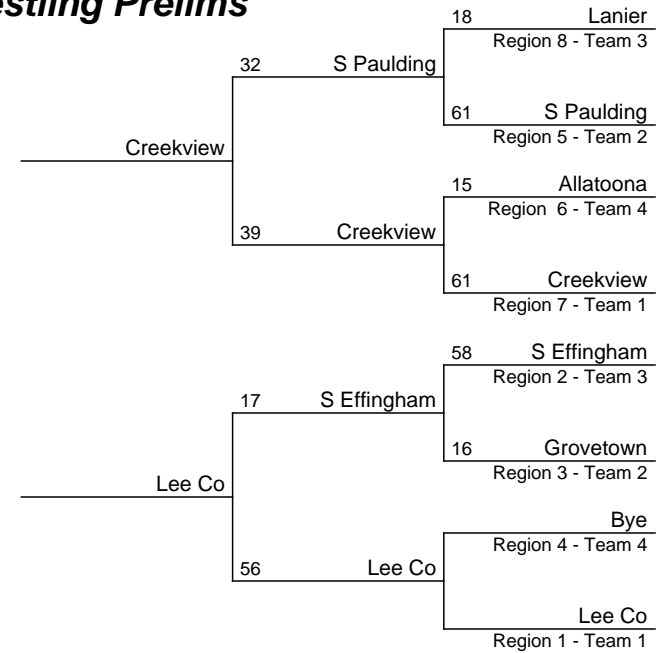 estling Prelims
18 Lanier
Region 8 - Team 3
32 S Paulding
61 S Paulding
Region 5 - Team 2
Creekview
15 Allatoona
Region 6 - Team 4
39 Creekview
61 Creekview
Region 7 - Team 1
58 S Effingham
Region 2 - Team 3
17 S Effingham
16 Grovetown
Region 3 - Team 2
Lee Co
Bye
Region 4 - Team 4
56 Lee Co
Lee Co
Region 1 - Team 1